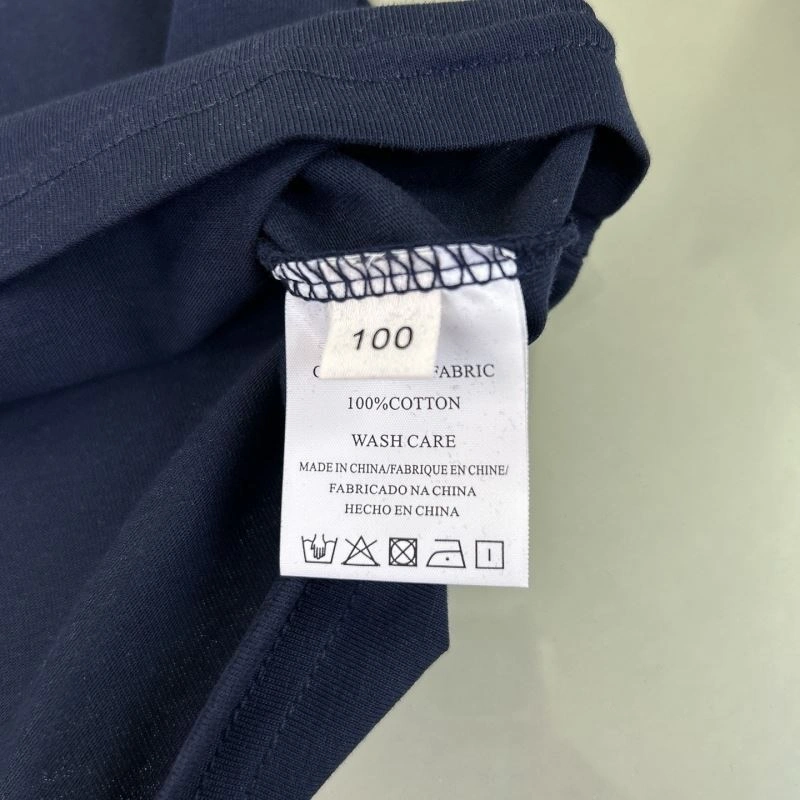 100
FABRIC
100%COTTON
WASH CARE
MADE IN CHINA/FABRIQUE EN CHINE/
FABRICADO NA CHINA
HECHO EN CHINA